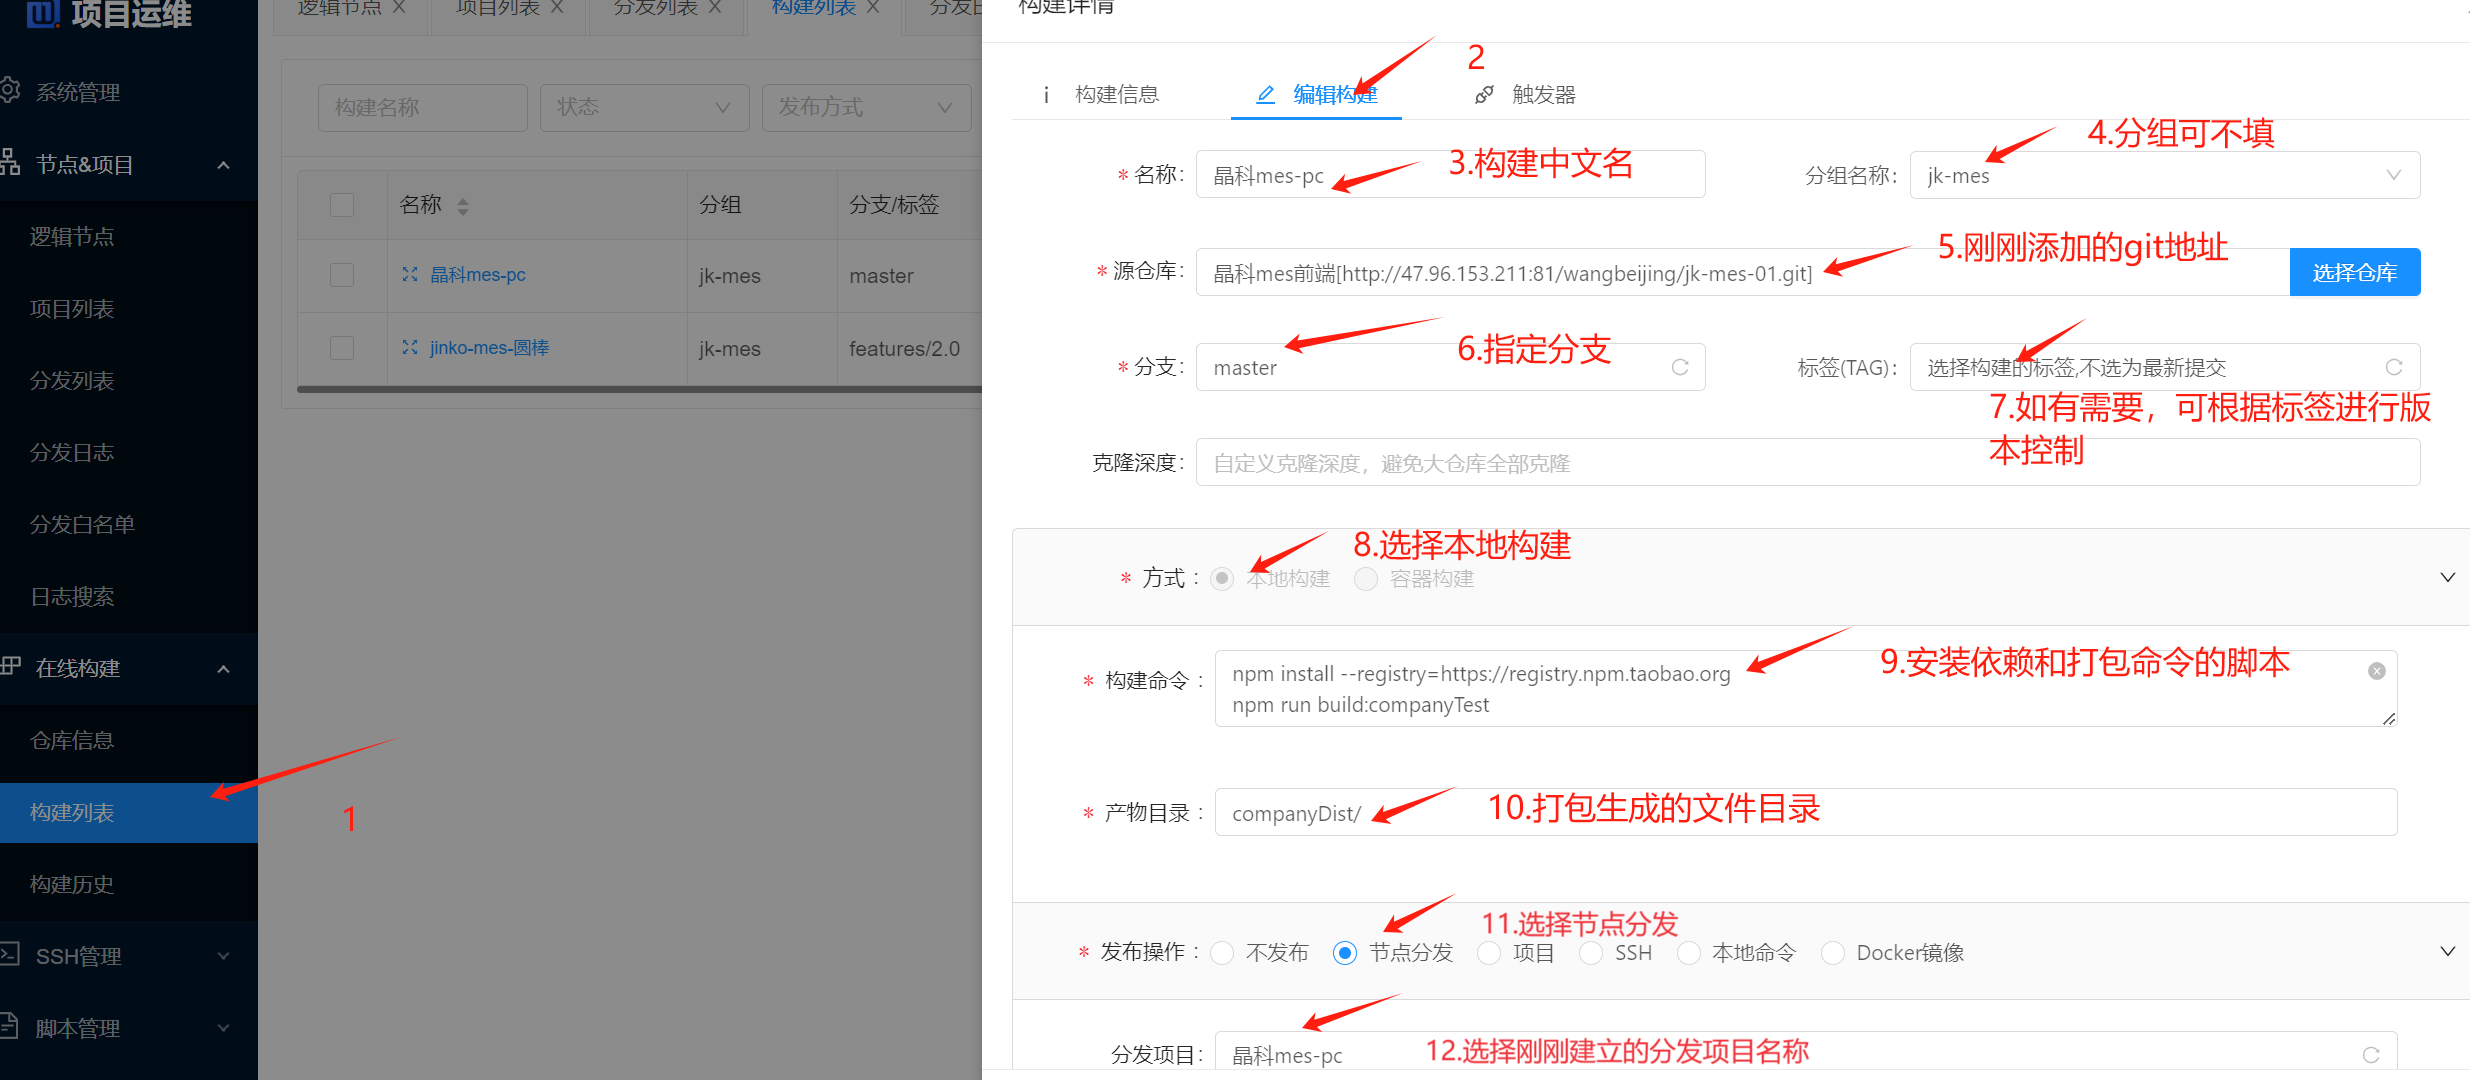 项目运维
系统管理
节点&项目
逻辑节点
项目列表
分发列表
分发日志
分发白名单
日志搜索
在线构建
仓库信息
构建列表
1
构建历史
SSH管理
脚本管理
逻辑节点
项目列表
分发列表
构建列表
构建名称
状态
发布方式
名称
分组
分支/标签
晶科mes-pc
jk-mes
master
jinko-mes-圆棒
jk-mes
features/2.0
构建详情
2
构建信息
编辑构建
触发器
* 名称:
晶科mes-pc
3.构建中文名
分组名称:
jk-mes
4.分组可不填
* 源仓库:
晶科mes前端[http://47.96.153.211:81/wangbeijing/jk-mes-01.git]
5.刚刚添加的git地址
选择仓库
* 分支:
master
6.指定分支
标签(TAG):
选择构建的标签,不选为最新提交
7.如有需要，可根据标签进行版
本控制
克隆深度:
自定义克隆深度，避免大仓库全部克隆
8.选择本地构建
* 方式:
本地构建
容器构建
* 构建命令:
npm install --registry=https://registry.npm.taobao.org
npm run build:companyTest
9.安装依赖和打包命令的脚本
* 产物目录:
companyDist/
10.打包生成的文件目录
11.选择节点分发
* 发布操作:
不发布
节点分发
项目
SSH
本地命令
Docker镜像
分发项目:
晶科mes-pc
12.选择刚刚建立的分发项目名称